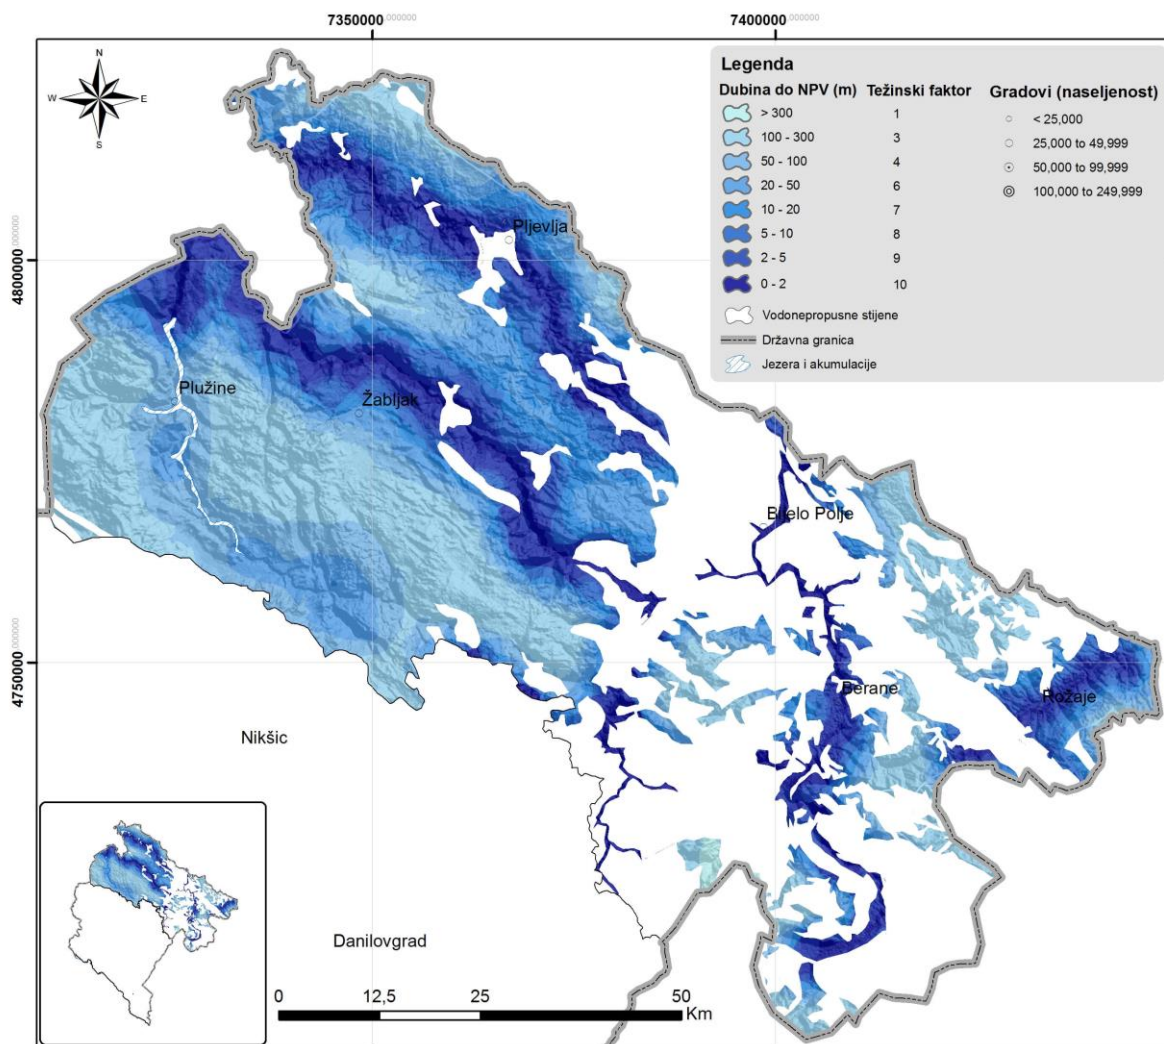 7350000,000000 7400000,000000
N
W E
S
Legenda
Dubina do NPV (m) Težinski faktor Gradovi (naseljenost)
> 300 1 < 25,000
100 - 300 3 25,000 to 49,999
50 - 100 4 50,000 to 99,999
20 - 50 6 100,000 to 249,999
10 - 20 7
5 - 10 8
2 - 5 9
0 - 2 10
Vodonepropusne stijene
Državna granica
Jezera i akumulacije
4800000,000000
4750000,000000
Pljevlja
Plužine
Žabljak
Bijelo Polje
Berane
Rožaje
Nikšic
Danilovgrad
0 12,5 25 50
Km